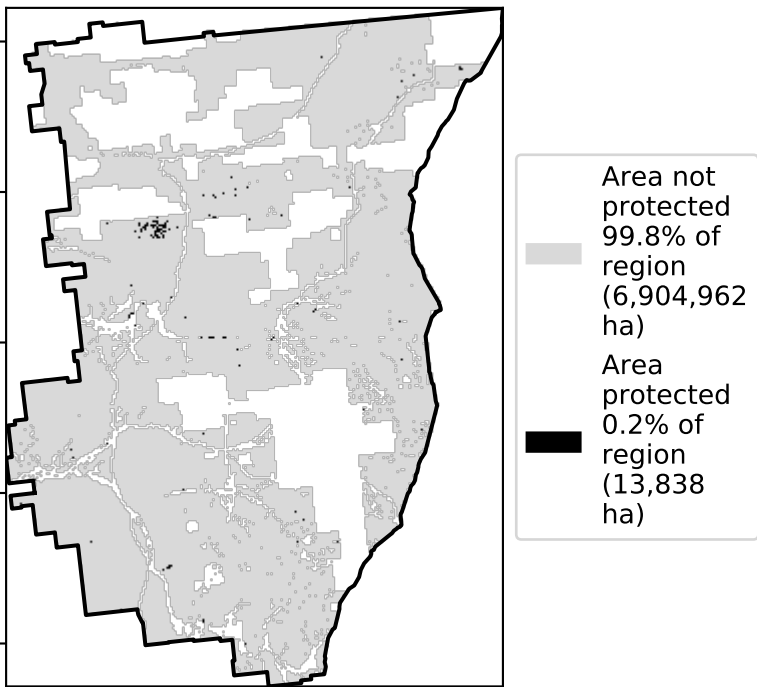 Area not
protected
99.8% of
region
(6,904,962
ha)
Area
protected
0.2% of
region
(13,838
ha)